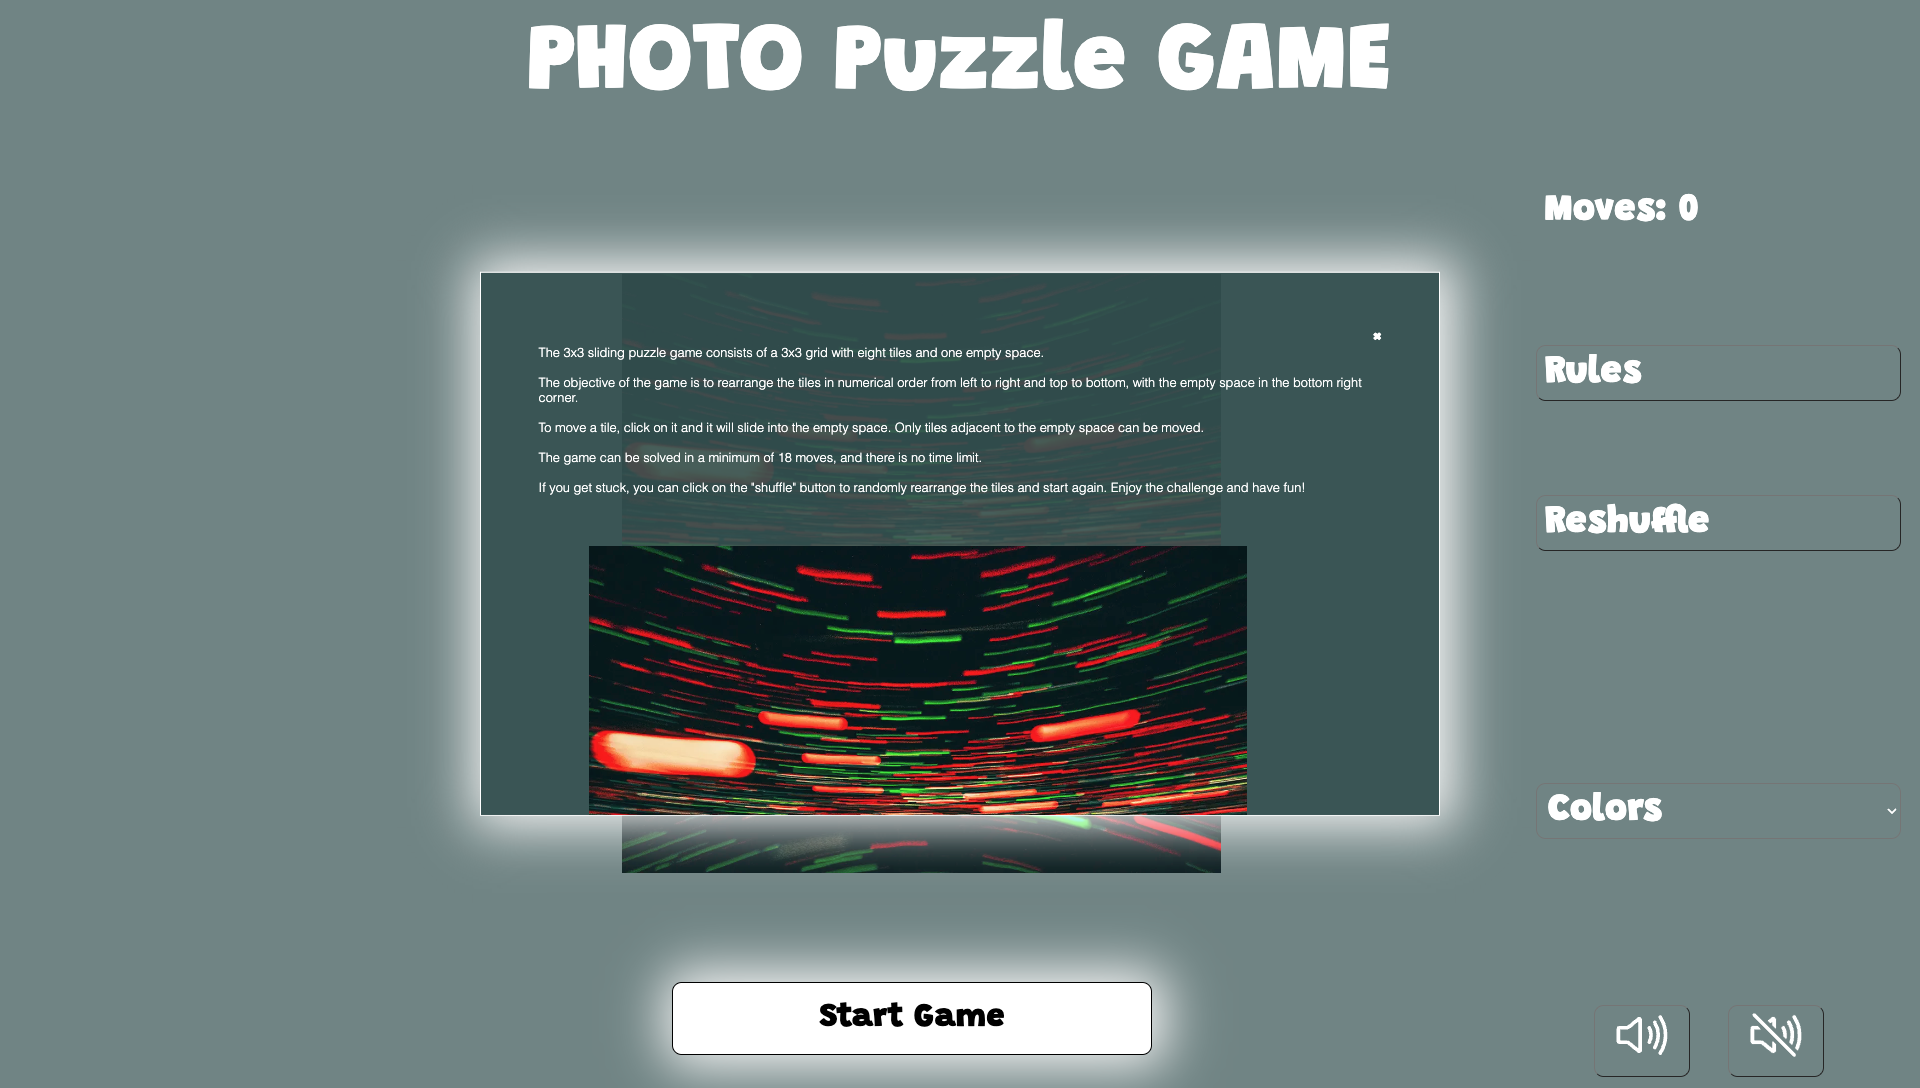 PHOTO Puzzle GAME
Moves: 0
The 3x3 sliding puzzle game consists of a 3x3 grid with eight tiles and one empty space.
The objective of the game is to rearrange the tiles in numerical order from left to right and top to bottom, with the empty space in the bottom right
corner.
To move a tile, click on it and it will slide into the empty space. Only tiles adjacent to the empty space can be moved.
The game can be solved in a minimum of 18 moves, and there is no time limit.
If you get stuck, you can click on the "shuffle" button to randomly rearrange the tiles and start again. Enjoy the challenge and have fun!
Rules
Reshuffle
Colors
Start Game